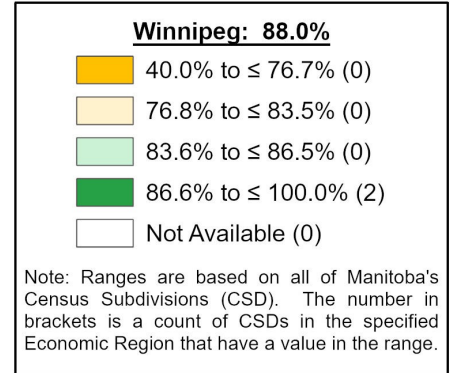 Winnipeg: 88.0%
40.0% to ≤ 76.7% (0)
76.8% to ≤ 83.5% (0)
83.6% to ≤ 86.5% (0)
86.6% to ≤ 100.0% (2)
Not Available (0)
Note: Ranges are based on all of Manitoba's
Census Subdivisions (CSD). The number in
brackets is a count of CSDs in the specified
Economic Region that have a value in the range.